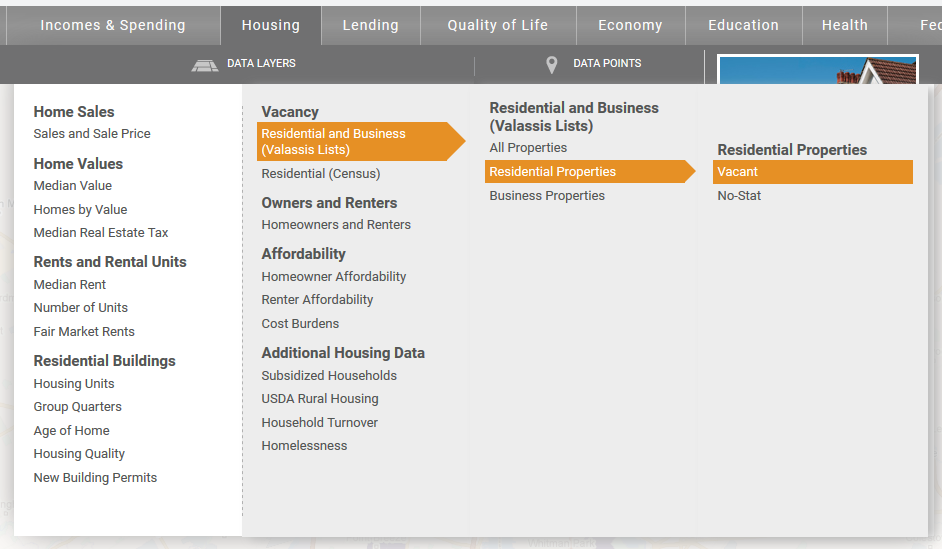 Incomes & Spending
Housing
Lending
Quality of Life
Economy
Education
Health
DATA LAYERS
DATA POINTS
Home Sales
Sales and Sale Price
Home Values
Median Value
Homes by Value
Median Real Estate Tax
Rents and Rental Units
Median Rent
Number of Units
Fair Market Rents
Residential Buildings
Housing Units
Group Quarters
Age of Home
Housing Quality
New Building Permits
Vacancy
Residential and Business
(Valassis Lists)
Residential (Census)
Owners and Renters
Homeowners and Renters
Affordability
Homeowner Affordability
Renter Affordability
Cost Burdens
Additional Housing Data
Subsidized Households
USDA Rural Housing
Household Turnover
Homelessness
Residential and Business
(Valassis Lists)
All Properties
Residential Properties
Business Properties
Residential Properties
Vacant
No-Stat